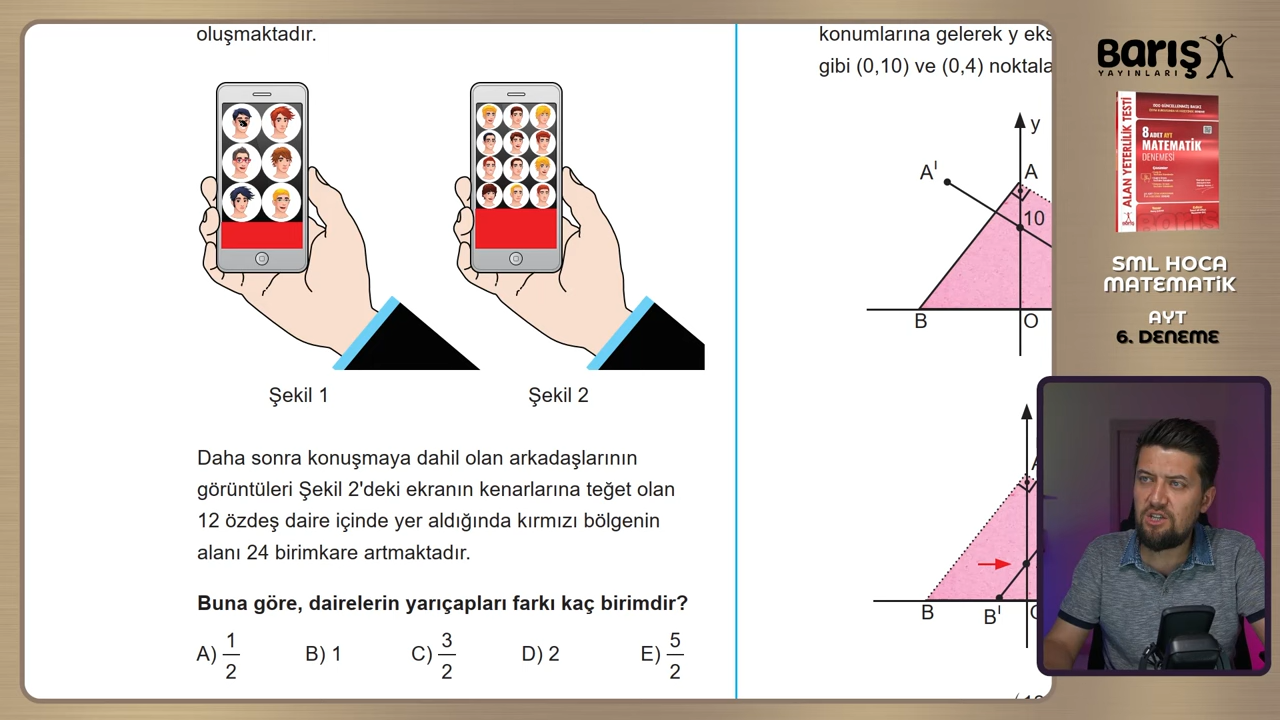 oluşmaktadır.
Şekil 1
Şekil 2
Daha sonra konuşmaya dahil olan arkadaşlarının
görüntüleri Şekil 2'deki ekranın kenarlarına teğet olan
12 özdeş daire içinde yer aldığında kırmızı bölgenin
alanı 24 birimkare artmaktadır.
Buna göre, dairelerin yarıçapları farkı kaç birimdir?
A) 1/2 B) 1 C) 3/2 D) 2 E) 5/2
konumlarına gelerek y eks
gibi (0,10) ve (0,4) noktala
y
A'
A
10
B
O
B
B'
BARIŞ
YAYINLARI
ALAN YETERLİLİK TESTİ
8 ADET AYT
MATEMATİK
DENEMESİ
BARIŞ
SML HOCA
MATEMATİK
AYT
6. DENEME